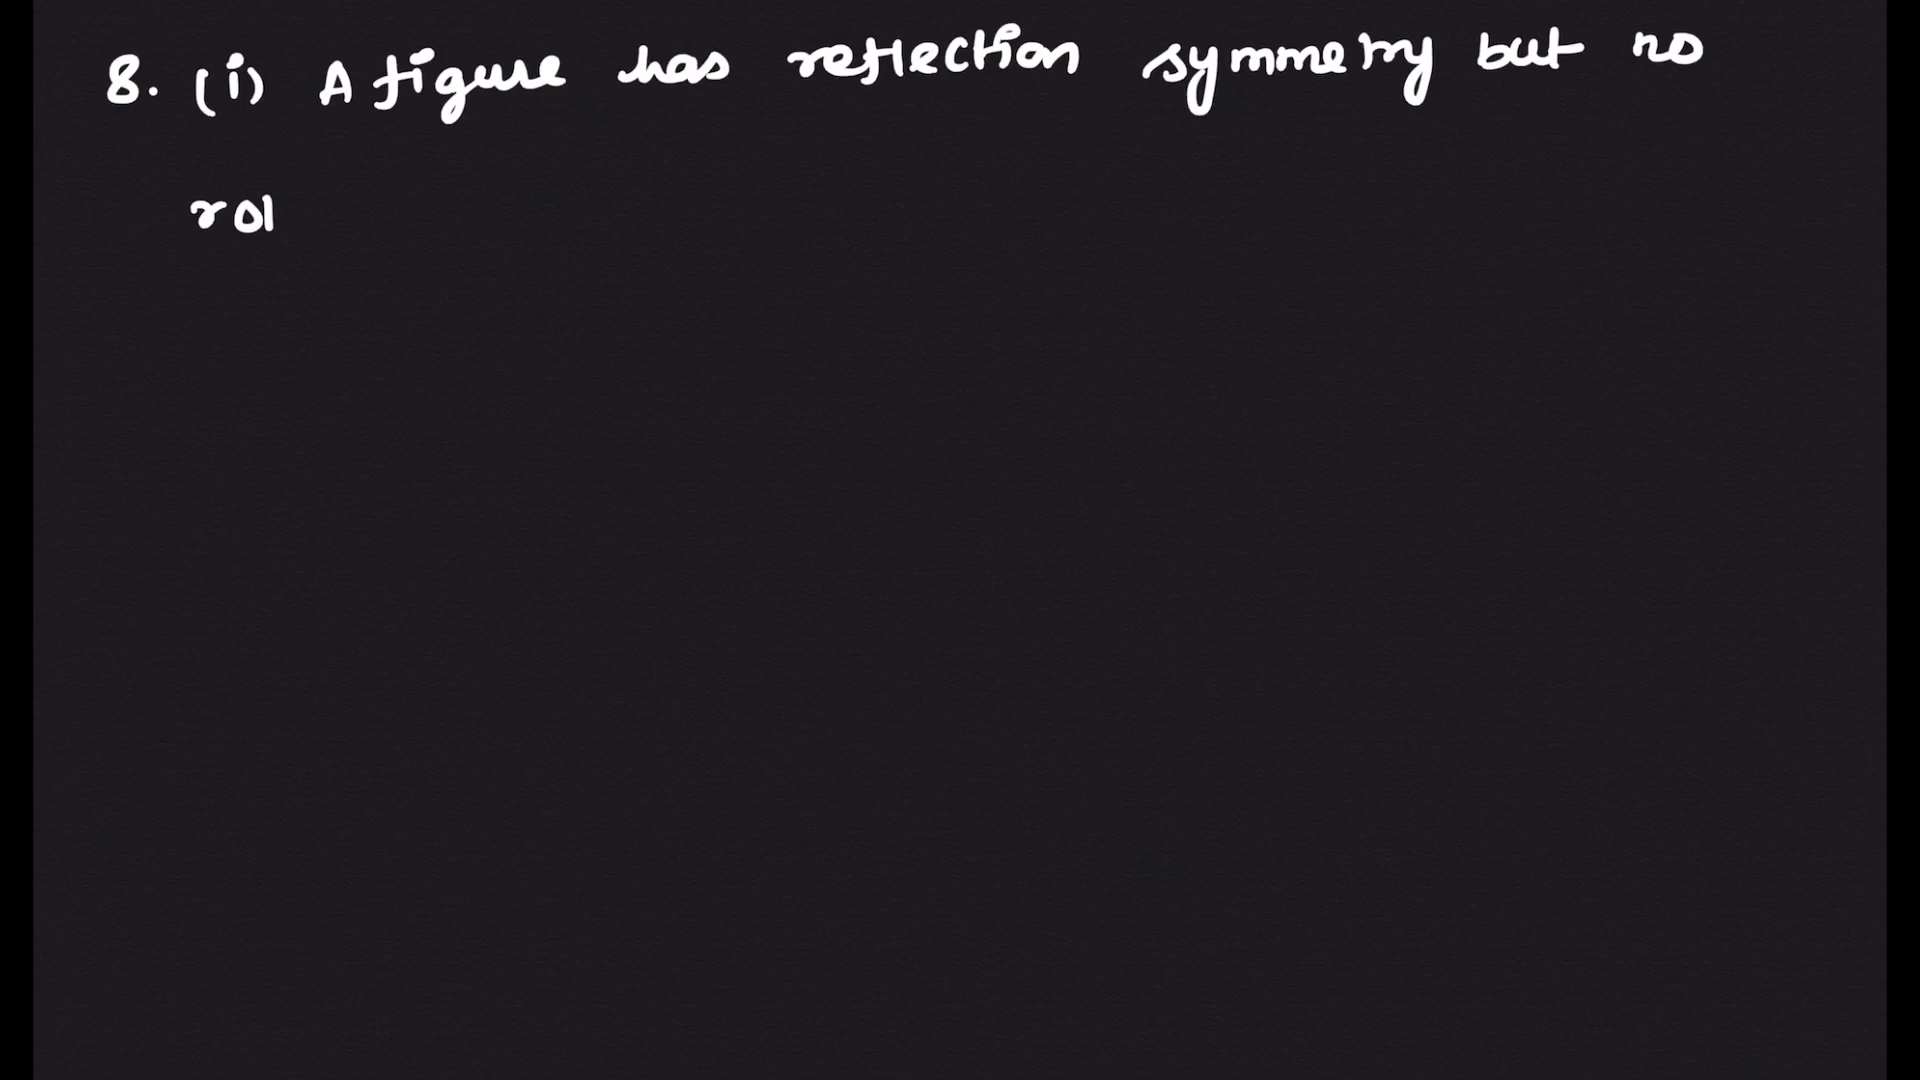 8. (i) A figure has reflection symmetry but no
rot